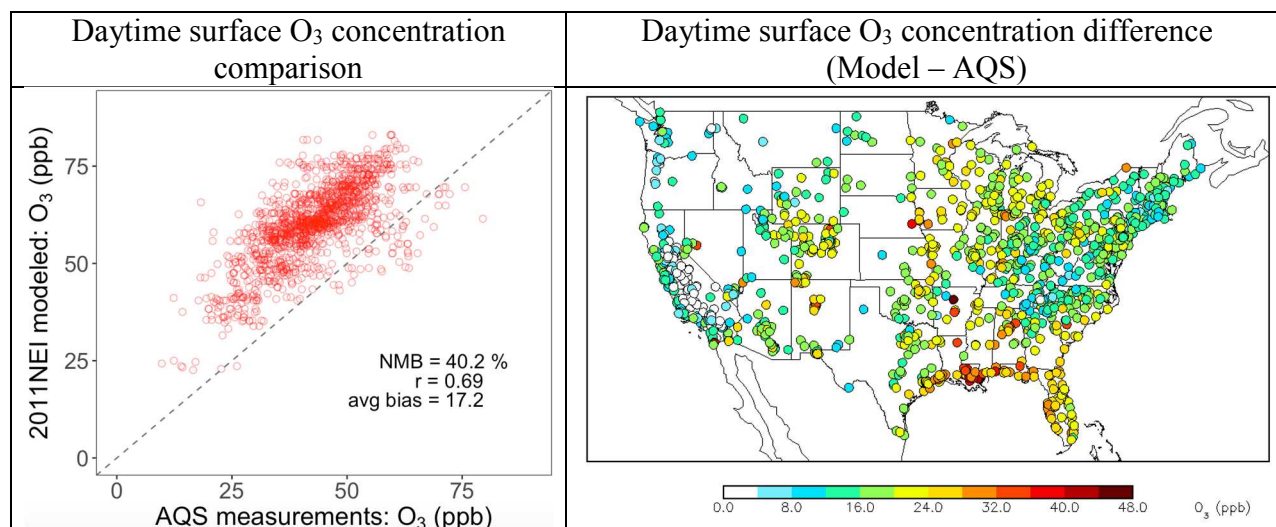 Daytime surface O₃ concentration
comparison
Daytime surface O₃ concentration difference
(Model – AQS)
2011NEI modeled: O₃ (ppb)
75
50
25
0
NMB = 40.2 %
r = 0.69
avg bias = 17.2
0 25 50 75
AQS measurements: O₃ (ppb)
0.0 8.0 16.0 24.0 32.0 40.0 48.0 O₃ (ppb)